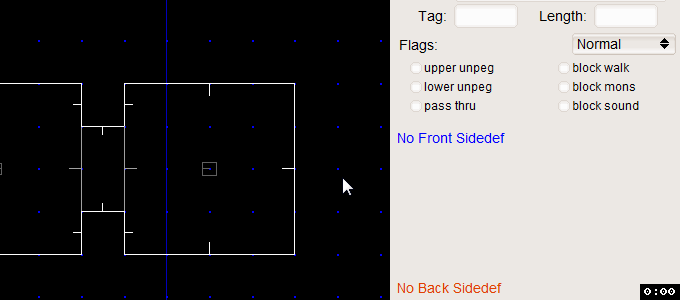 Tag: Length:
Flags: Normal
upper unpeg block walk
lower unpeg block mons
pass thru block sound
No Front Sidedef
No Back Sidedef
0:00